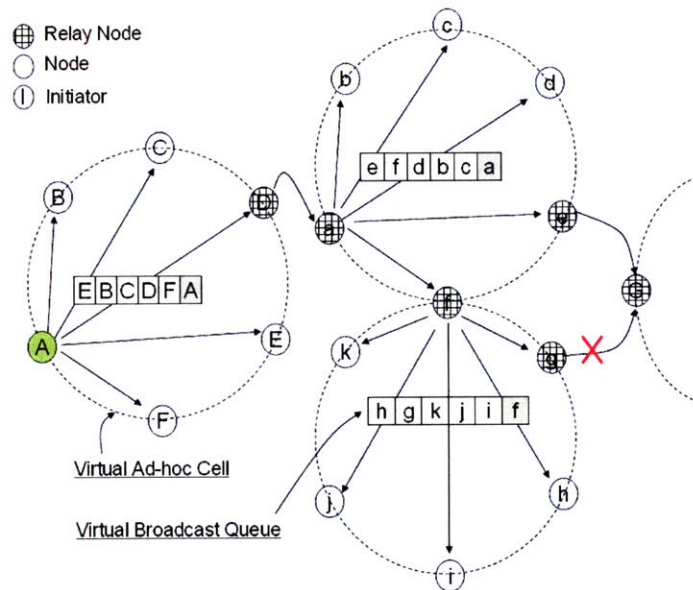 Relay Node
Node
I Initiator
c
b
d
e f d b c a
C
B
D
a
e
E B C D F A
G
f
A
E
k
g
F
h g k j i f
Virtual Ad-hoc Cell
j
h
Virtual Broadcast Queue
i